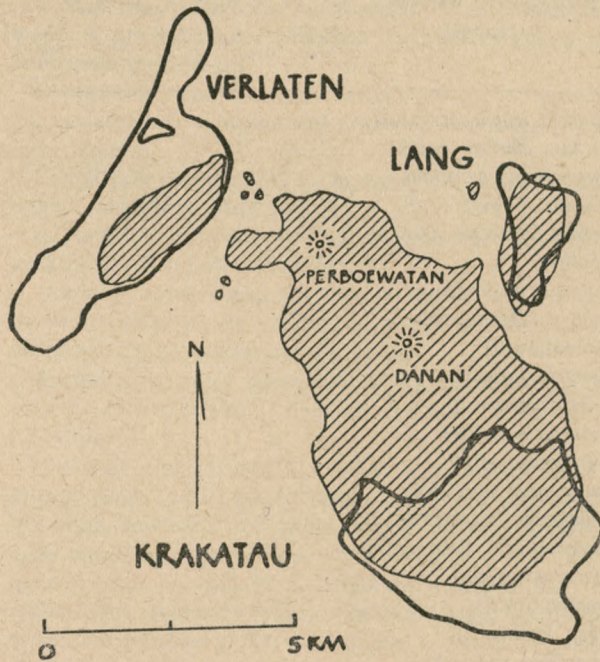 VERLATEN
LANG
PERBOEWATAN
DANAN
N
KRAKATAU
0
5 KM